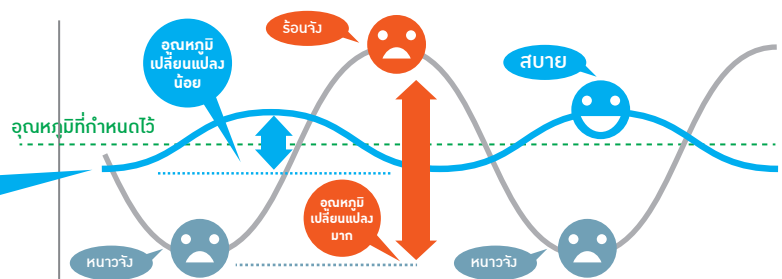 ร้อนจัง
อุณหภูมิ
เปลี่ยนแปลง
น้อย
สบาย
อุณหภูมิที่กำหนดไว้
อุณหภูมิ
เปลี่ยนแปลง
มาก
หนาวจัง
หนาวจัง